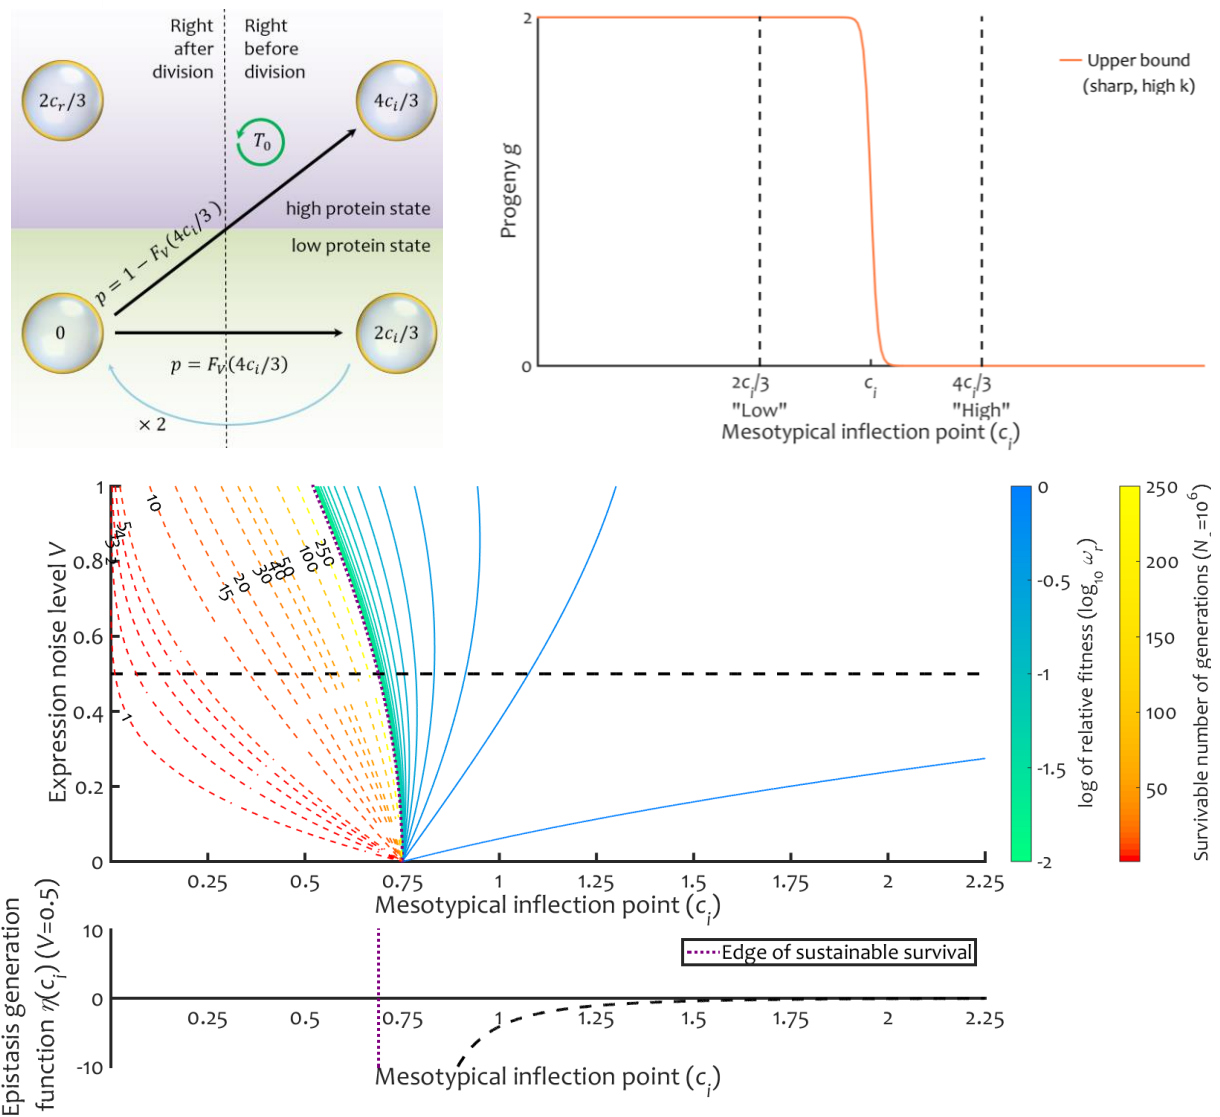 Right
after
division
Right
before
division
2c_r/3
4c_i/3
T_0
high protein state
low protein state
p = 1 − F_V(4c_i/3)
0
2c_i/3
p = F_V(4c_i/3)
× 2
Progeny g
2
0
Upper bound
(sharp, high k)
2c_i/3
"Low"
c_i
4c_i/3
"High"
Mesotypical inflection point (c_i)
Expression noise level V
1
0.8
0.6
0.4
0.2
0
1
2
3
4
5
10
15
20
30
40
50
100
250
0.25
0.5
0.75
1
1.25
1.5
1.75
2
2.25
Mesotypical inflection point (c_i)
0
-0.5
-1
-1.5
-2
log of relative fitness (log_10 ω_r)
250
200
150
100
50
Survivable number of generations (N_=10^6)
Epistasis generation
function η(c_i) (V=0.5)
10
0
-10
Edge of sustainable survival
0.25
0.5
0.75
1
1.25
1.5
1.75
2
2.25
Mesotypical inflection point (c_i)